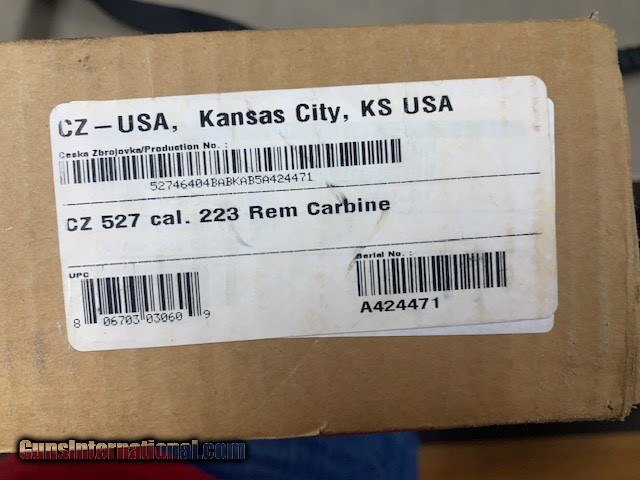 CZ-USA, Kansas City, KS USA
Ceska Zbrojovka/Production No. :
52746404BABKAB5A424471
CZ 527 cal. 223 Rem Carbine
UPC
Serial No. :
8 06703 03060 9
A424471
GunsInternational.com